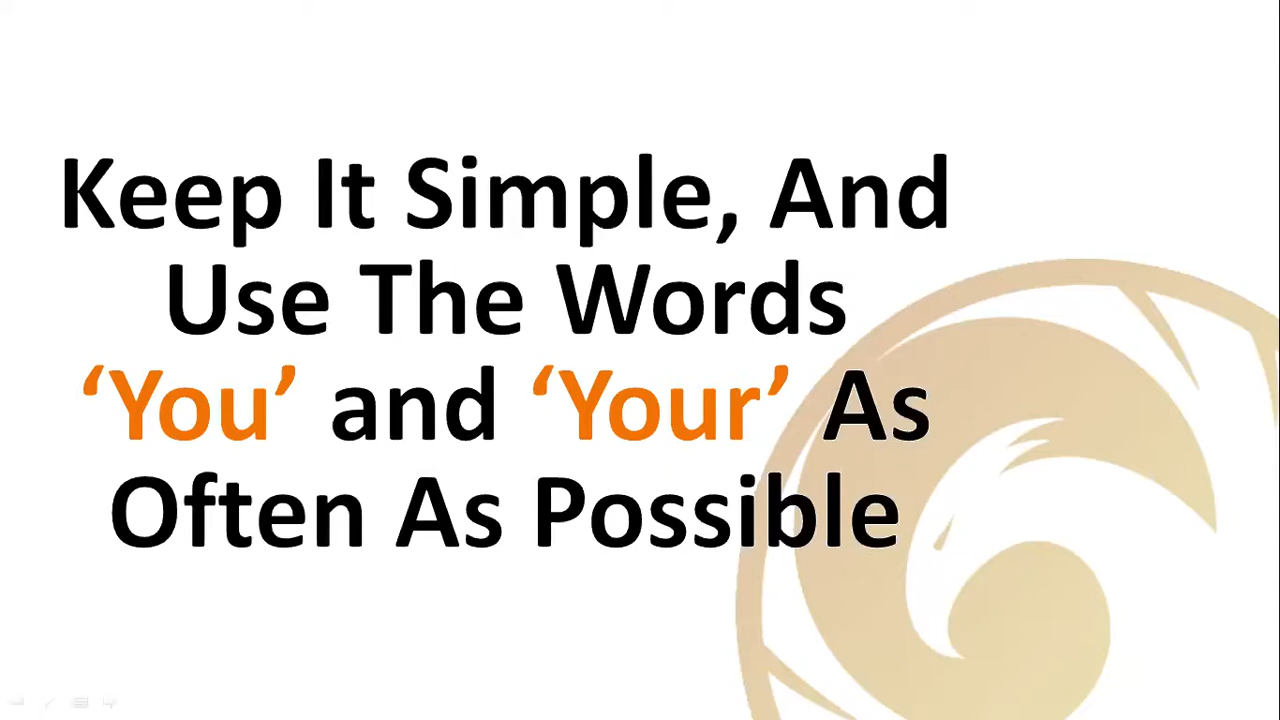 Keep It Simple, And
Use The Words
‘You’ and ‘Your’ As
Often As Possible